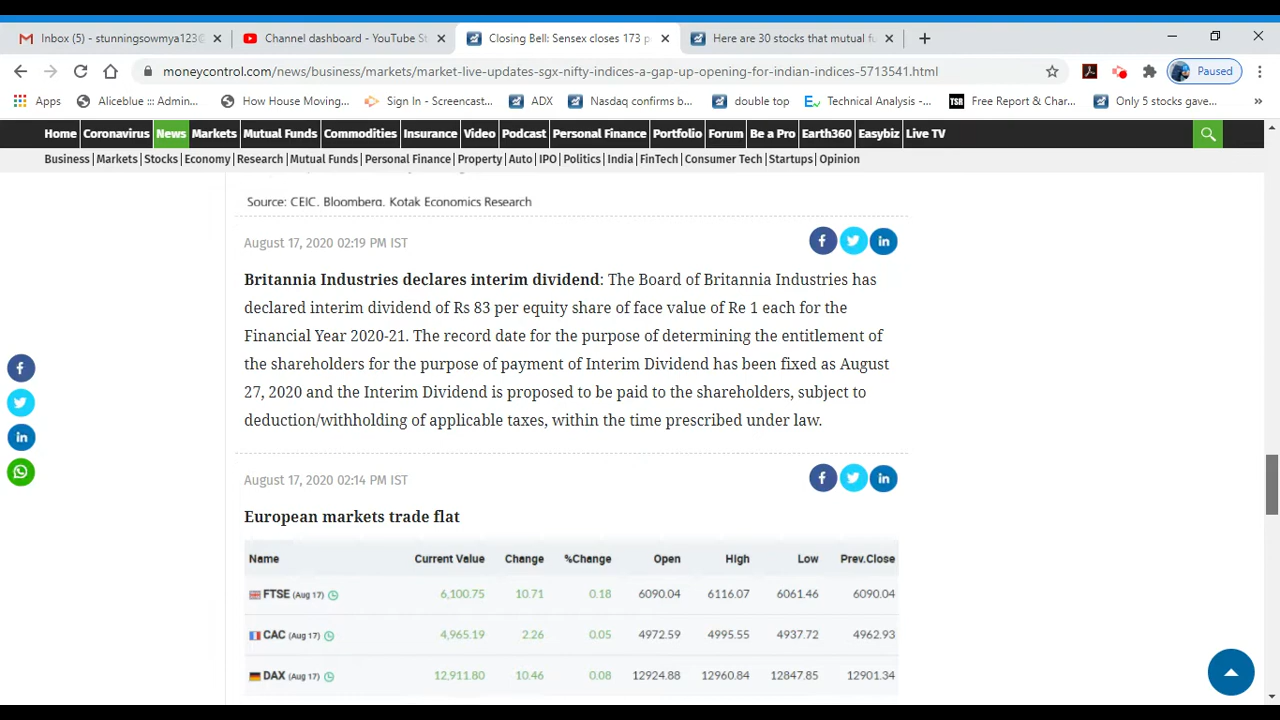 Inbox (5) - stunningsowmya123@
Channel dashboard - YouTube St
Closing Bell: Sensex closes 173 p
Here are 30 stocks that mutual fu
moneycontrol.com/news/business/markets/market-live-updates-sgx-nifty-indices-a-gap-up-opening-for-indian-indices-5713541.html
Paused
Apps
Aliceblue ::: Admin...
How House Moving...
Sign In - Screencast...
ADX
Nasdaq confirms b...
double top
Technical Analysis -...
TSR
Free Report & Char...
Only 5 stocks gave...
Home Coronavirus News Markets Mutual Funds Commodities Insurance Video Podcast Personal Finance Portfolio Forum Be a Pro Earth360 Easybiz Live TV
Business | Markets | Stocks | Economy | Research | Mutual Funds | Personal Finance | Property | Auto | IPO | Politics | India | FinTech | Consumer Tech | Startups | Opinion
Source: CEIC, Bloomberg, Kotak Economics Research
August 17, 2020 02:19 PM IST
Britannia Industries declares interim dividend: The Board of Britannia Industries has
declared interim dividend of Rs 83 per equity share of face value of Re 1 each for the
Financial Year 2020-21. The record date for the purpose of determining the entitlement of
the shareholders for the purpose of payment of Interim Dividend has been fixed as August
27, 2020 and the Interim Dividend is proposed to be paid to the shareholders, subject to
deduction/withholding of applicable taxes, within the time prescribed under law.
August 17, 2020 02:14 PM IST
European markets trade flat
Name Current Value Change %Change Open High Low Prev.Close
FTSE (Aug 17) 6,100.75 10.71 0.18 6090.04 6116.07 6061.46 6090.04
CAC (Aug 17) 4,965.19 2.26 0.05 4972.59 4995.55 4937.72 4962.93
DAX (Aug 17) 12,911.80 10.46 0.08 12924.88 12960.84 12847.85 12901.34